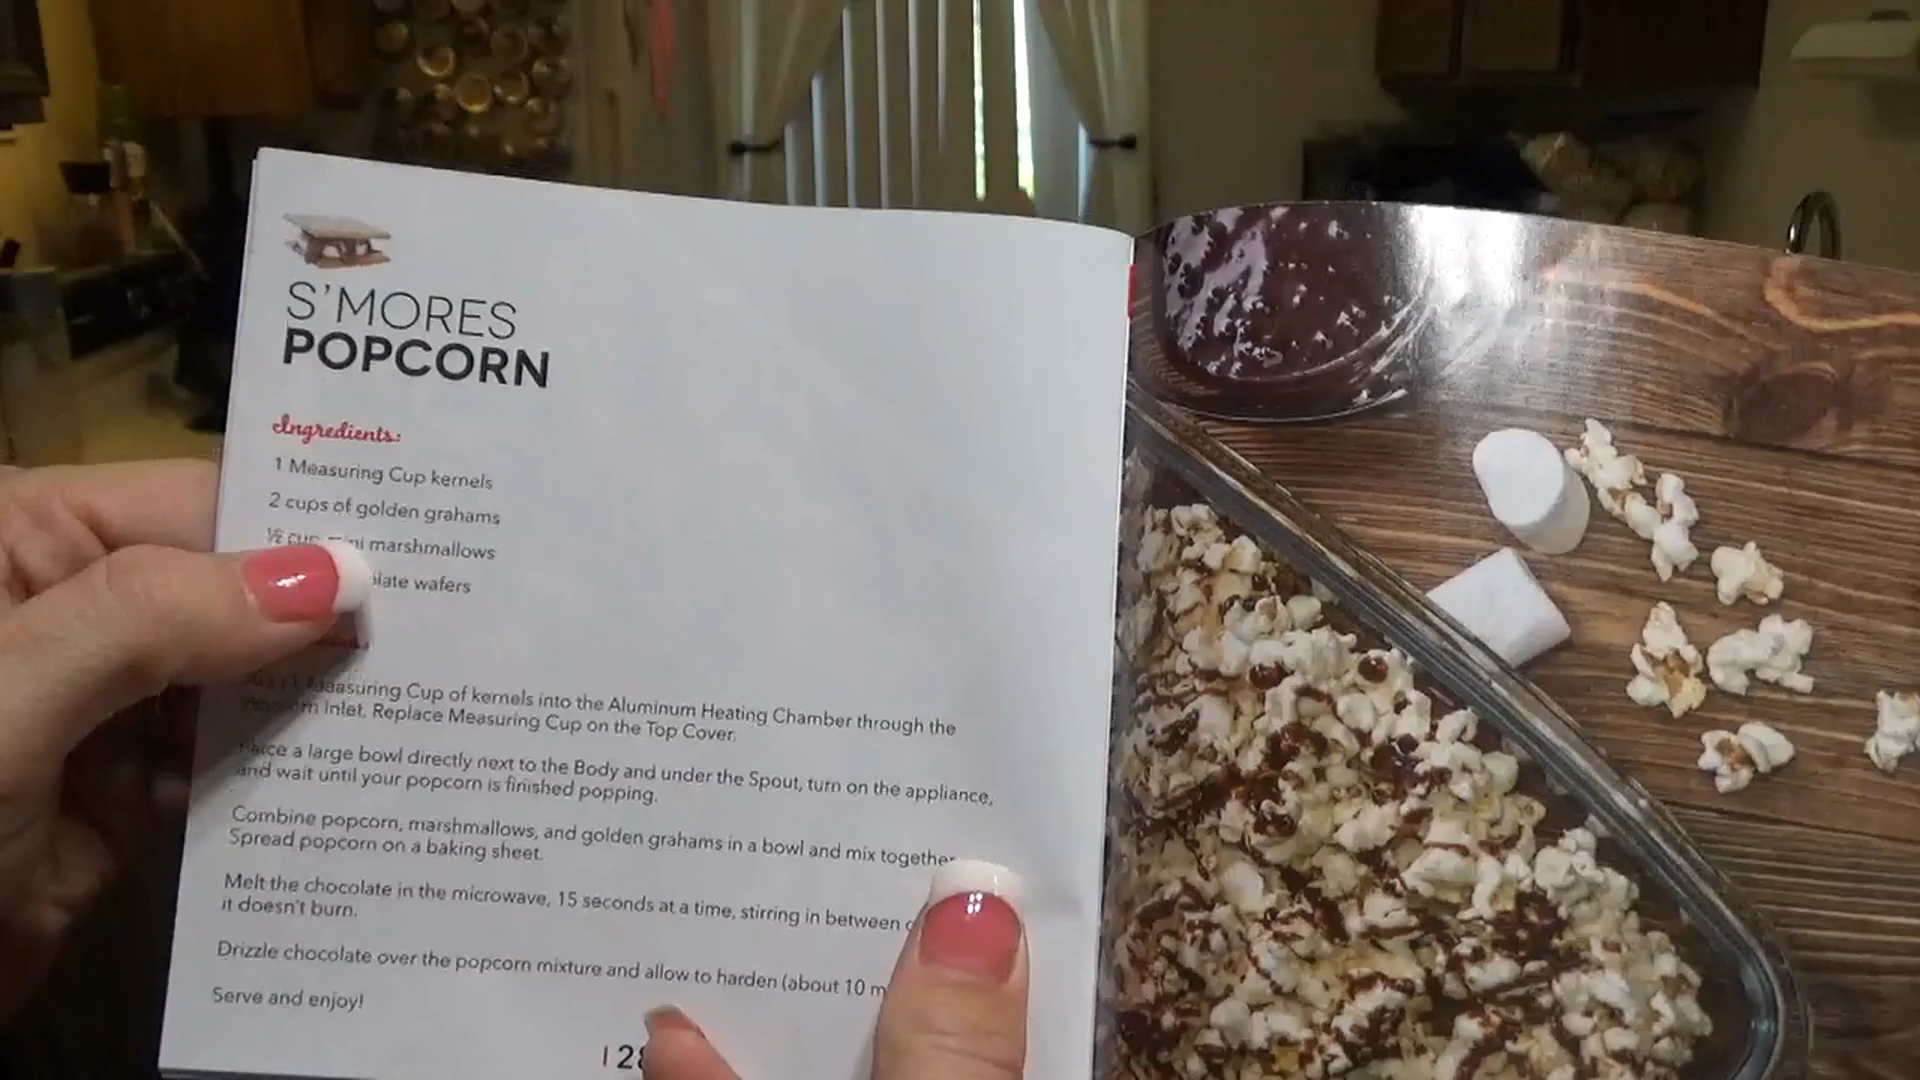 S'MORES
POPCORN
Ingredients:
1 Measuring Cup kernels
2 cups of golden grahams
½ cup mini marshmallows
wafers
Measuring Cup of kernels into the Aluminum Heating Chamber through the
Inlet. Replace Measuring Cup on the Top Cover.
a large bowl directly next to the Body and under the Spout, turn on the appliance,
and wait until your popcorn is finished popping.
Combine popcorn, marshmallows, and golden grahams in a bowl and mix together
Spread popcorn on a baking sheet.
Melt the chocolate in the microwave, 15 seconds at a time, stirring in between
it doesn't burn.
Drizzle chocolate over the popcorn mixture and allow to harden (about 10
Serve and enjoy!